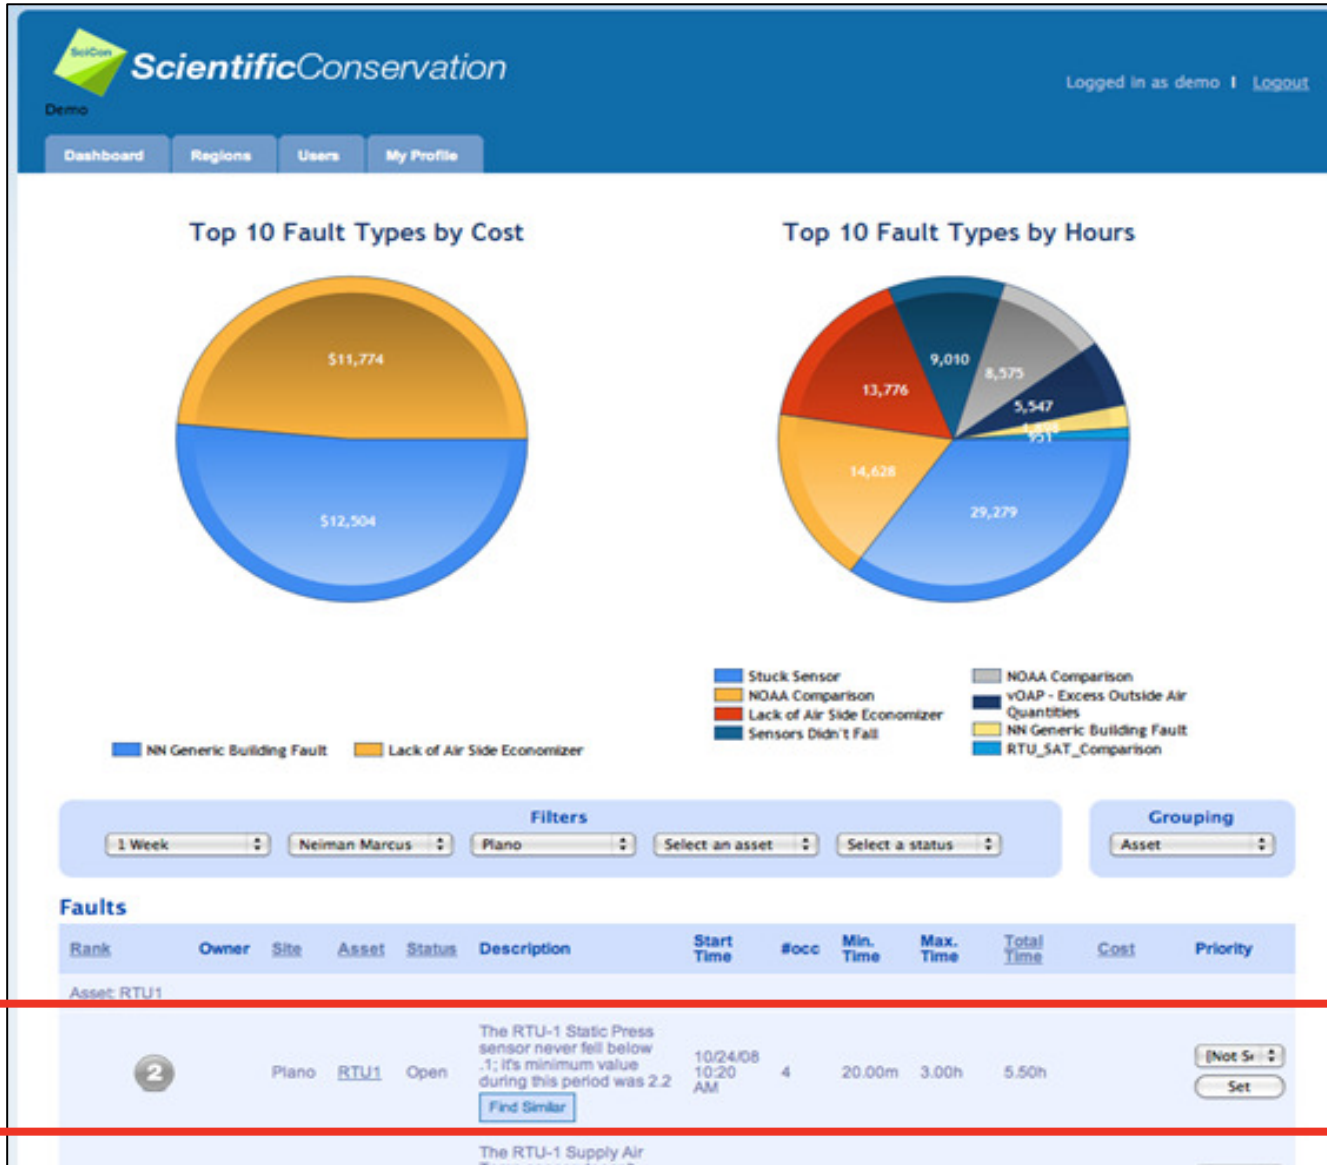 SciCon
ScientificConservation
Demo
Logged in as demo | Logout
Dashboard Regions Users My Profile
Top 10 Fault Types by Cost
Top 10 Fault Types by Hours
$11,774
$12,504
9,010
8,575
13,776
5,547
951
14,628
29,279
NN Generic Building Fault
Lack of Air Side Economizer
Stuck Sensor
NOAA Comparison
Lack of Air Side Economizer
Sensors Didn't Fall
NOAA Comparison
vOAP - Excess Outside Air
Quantities
NN Generic Building Fault
RTU_SAT_Comparison
Filters
1 Week Neiman Marcus Plano Select an asset Select a status
Grouping
Asset
Faults
Rank Owner Site Asset Status Description Start Time #occ Min. Time Max. Time Total Time Cost Priority
Asset: RTU1
2 Plano RTU1 Open
The RTU-1 Static Press
sensor never fell below
.1; it's minimum value
during this period was 2.2
Find Similar
10/24/08
10:20
AM
4 20.00m 3.00h 5.50h
(Not S
Set
The RTU-1 Supply Air